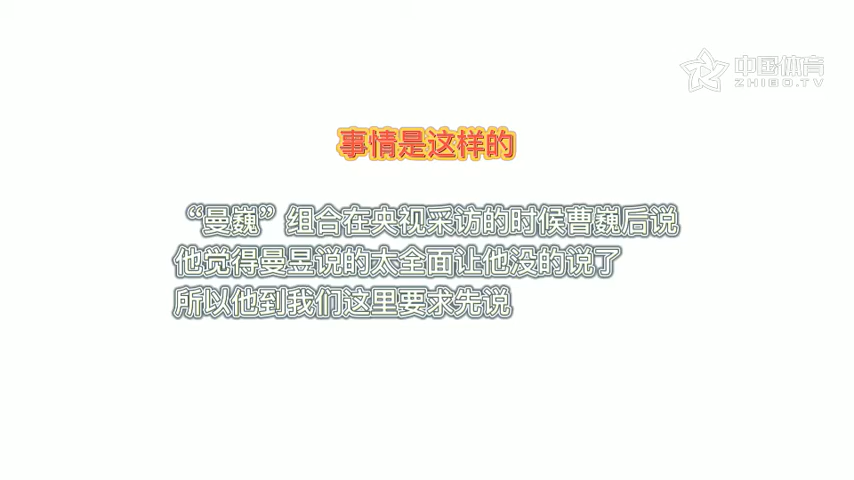 中国体育
ZHIBO.TV
事情是这样的
“曼巍”组合在央视采访的时候曹巍后说
他觉得曼昱说的太全面让他没的说了
所以他到我们这里要求先说